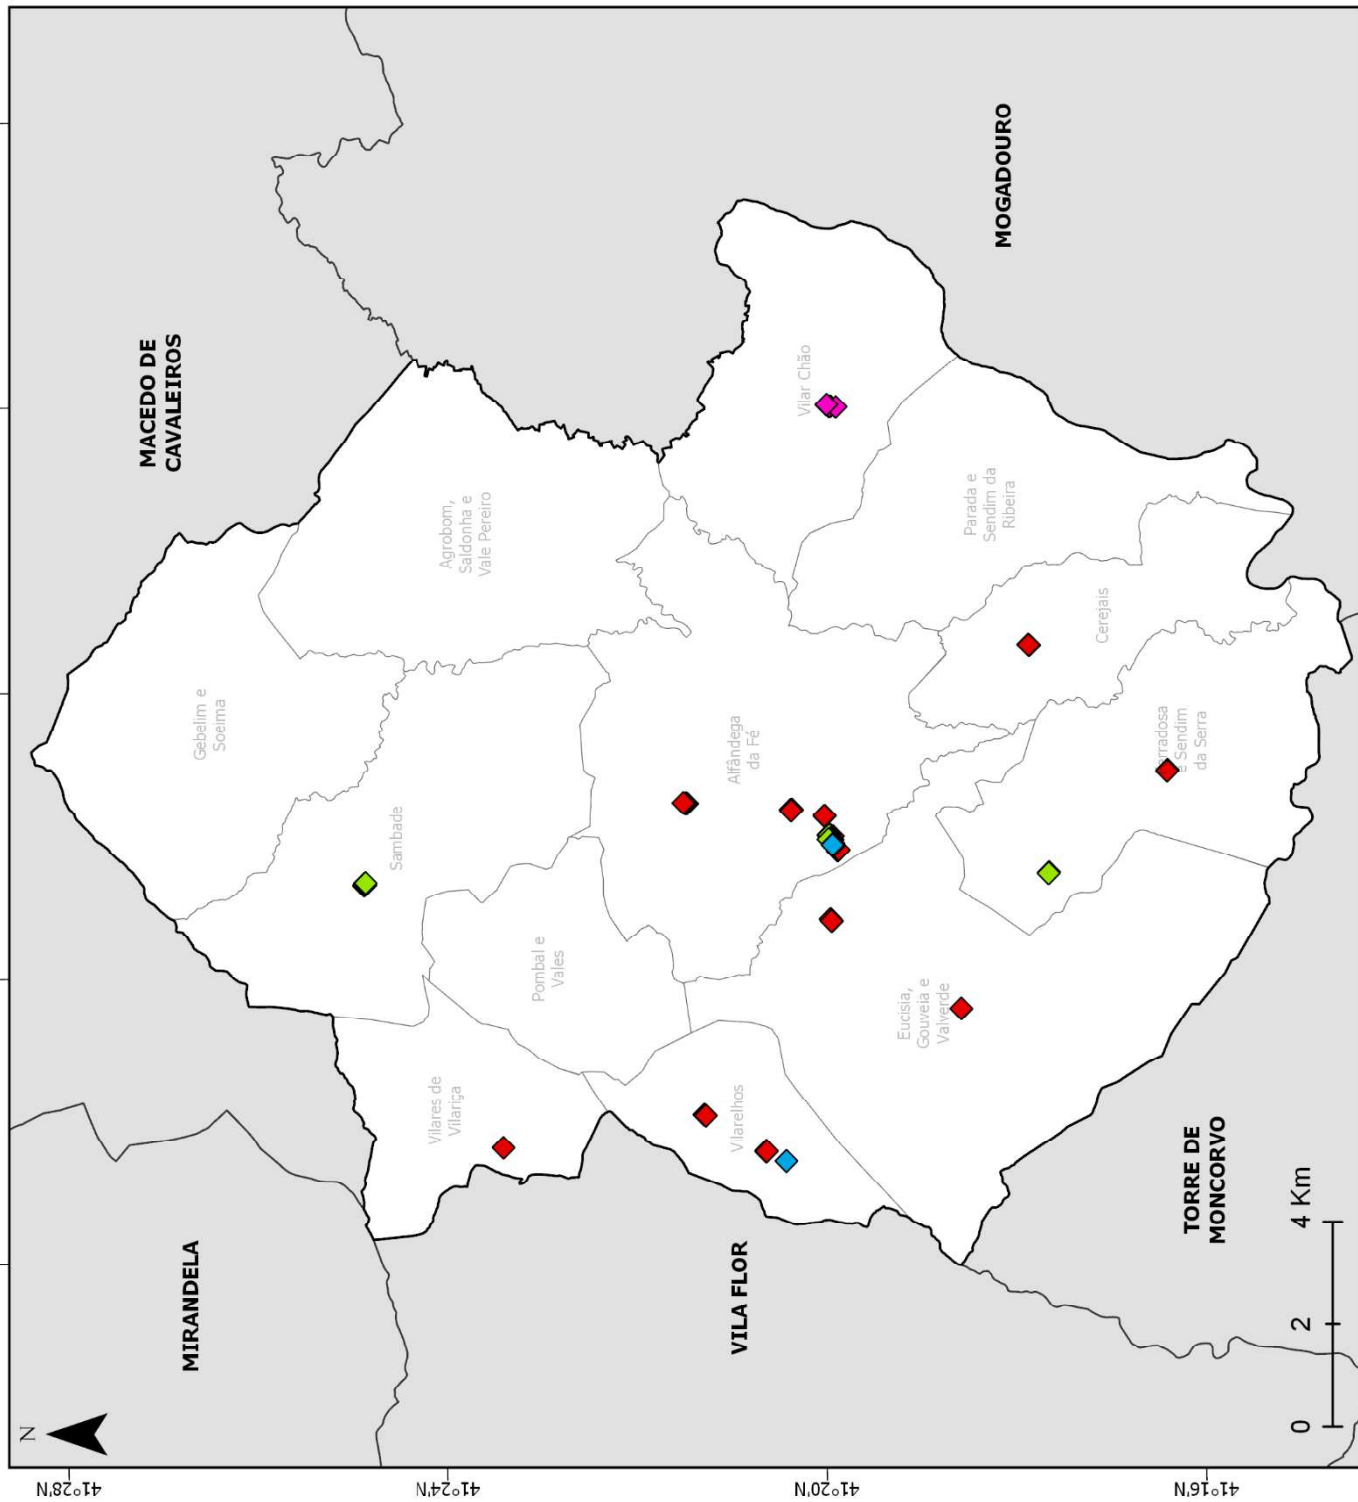 N
MIRANDELA
MACEDO DE
CAVALEIROS
VILA FLOR
MOGADOURO
TORRE DE
MONCORVO
Gebelim e
Soeima
Sambade
Agrobom,
Saldonha e
Vale Pereiro
Vilares de
Vilariça
Pombal e
Vales
Alfândega
da Fé
Vilar Chão
Vilarelhos
Eucisia,
Gouveia e
Valverde
Parada e
Sendim da
Ribeira
Cerejais
e Sendim
da Serra
0 2 4 Km
41°28'N
41°24'N
41°20'N
41°16'N